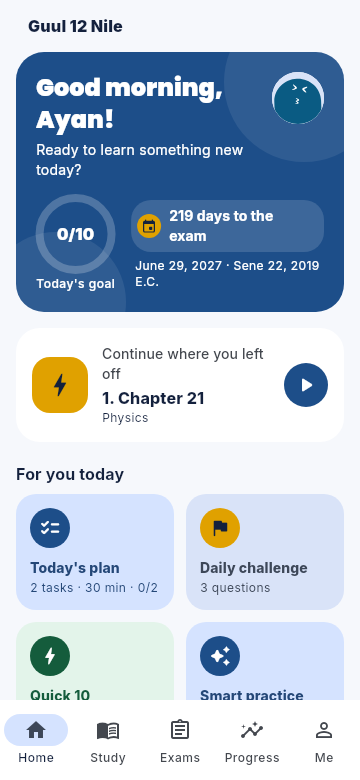 Guul 12 Nile
Good morning,
Ayan!
Ready to learn something new
today?
0/10
Today's goal
219 days to the
exam
June 29, 2027 · Sene 22, 2019
E.C.
Continue where you left
off
1. Chapter 21
Physics
For you today
Today's plan
2 tasks · 30 min · 0/2
Daily challenge
3 questions
Quick 10
Smart practice
Home
Study
Exams
Progress
Me